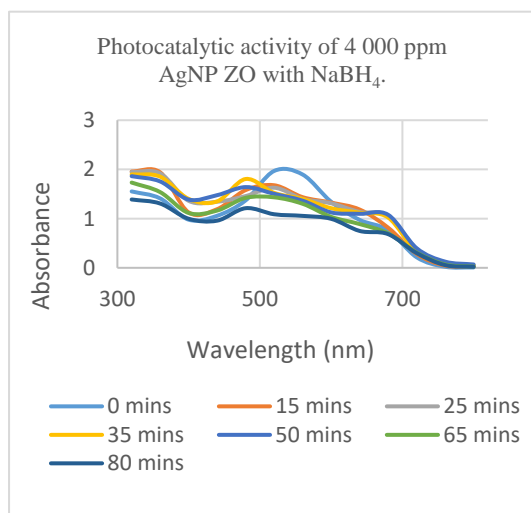 Photocatalytic activity of 4 000 ppm
AgNP ZO with NaBH₄.
3
2
1
0
300 500 700
Absorbance
Wavelength (nm)
0 mins 15 mins 25 mins
35 mins 50 mins 65 mins
80 mins